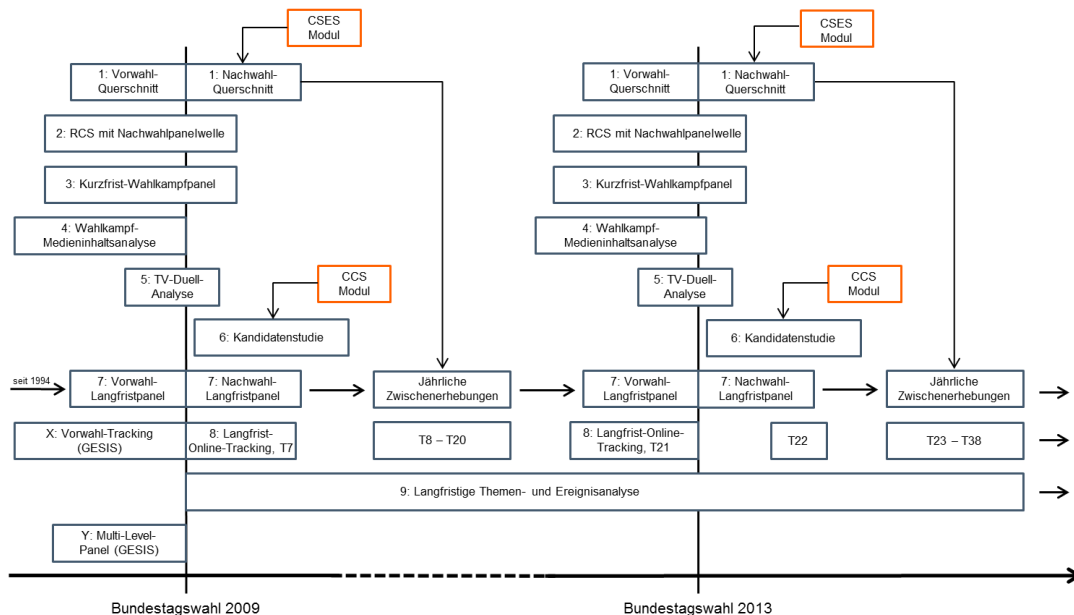 CSES
Modul
CSES
Modul
1: Vorwahl-
Querschnitt
1: Nachwahl-
Querschnitt
1: Vorwahl-
Querschnitt
1: Nachwahl-
Querschnitt
2: RCS mit Nachwahlpanelwelle
2: RCS mit Nachwahlpanelwelle
3: Kurzfrist-Wahlkampfpanel
3: Kurzfrist-Wahlkampfpanel
4: Wahlkampf-
Medieninhaltsanalyse
4: Wahlkampf-
Medieninhaltsanalyse
5: TV-Duell-
Analyse
CCS
Modul
5: TV-Duell-
Analyse
CCS
Modul
6: Kandidatenstudie
6: Kandidatenstudie
seit 1994
7: Vorwahl-
Langfristpanel
7: Nachwahl-
Langfristpanel
Jährliche
Zwischenerhebungen
7: Vorwahl-
Langfristpanel
7: Nachwahl-
Langfristpanel
Jährliche
Zwischenerhebungen
X: Vorwahl-Tracking
(GESIS)
8: Langfrist-
Online-Tracking, T7
T8 – T20
8: Langfrist-Online-
Tracking, T21
T22
T23 – T38
9: Langfristige Themen- und Ereignisanalyse
Y: Multi-Level-
Panel (GESIS)
Bundestagswahl 2009
Bundestagswahl 2013